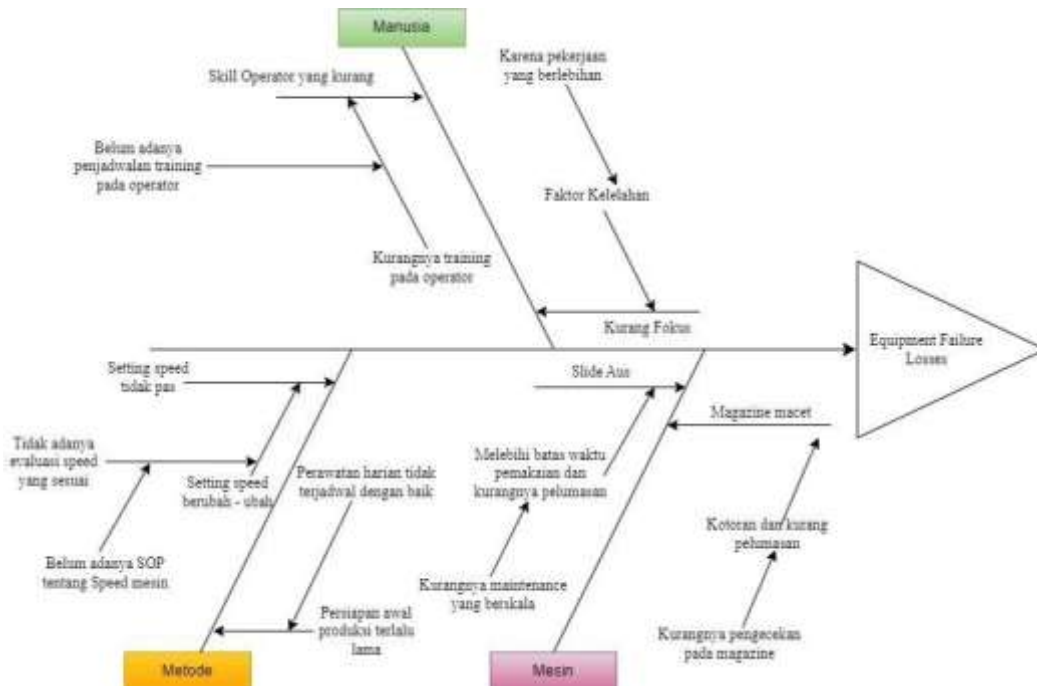 Manusia
Skill Operator yang kurang
Karena pekerjaan
yang berlebihan
Belum adanya
penjadwalan training
pada operator
Faktor Kelelahan
Kurangnya training
pada operator
Kurang Fokus
Equipment Failure
Losses
Setting speed
tidak pas
Slide Aus
Magazine macet
Tidak adanya
evaluasi speed
yang sesuai
Setting speed
berubah - ubah
Perawatan harian tidak
terjadwal dengan baik
Melebihi batas waktu
pemakaian dan
kurangnya pelumasan
Kotoran dan kurang
pelumasan
Belum adanya SOP
tentang Speed mesin
Kurangnya maintenance
yang berskala
Persiapan awal
produksi terlalu
lama
Kurangnya pengecekan
pada magazine
Metode
Mesin